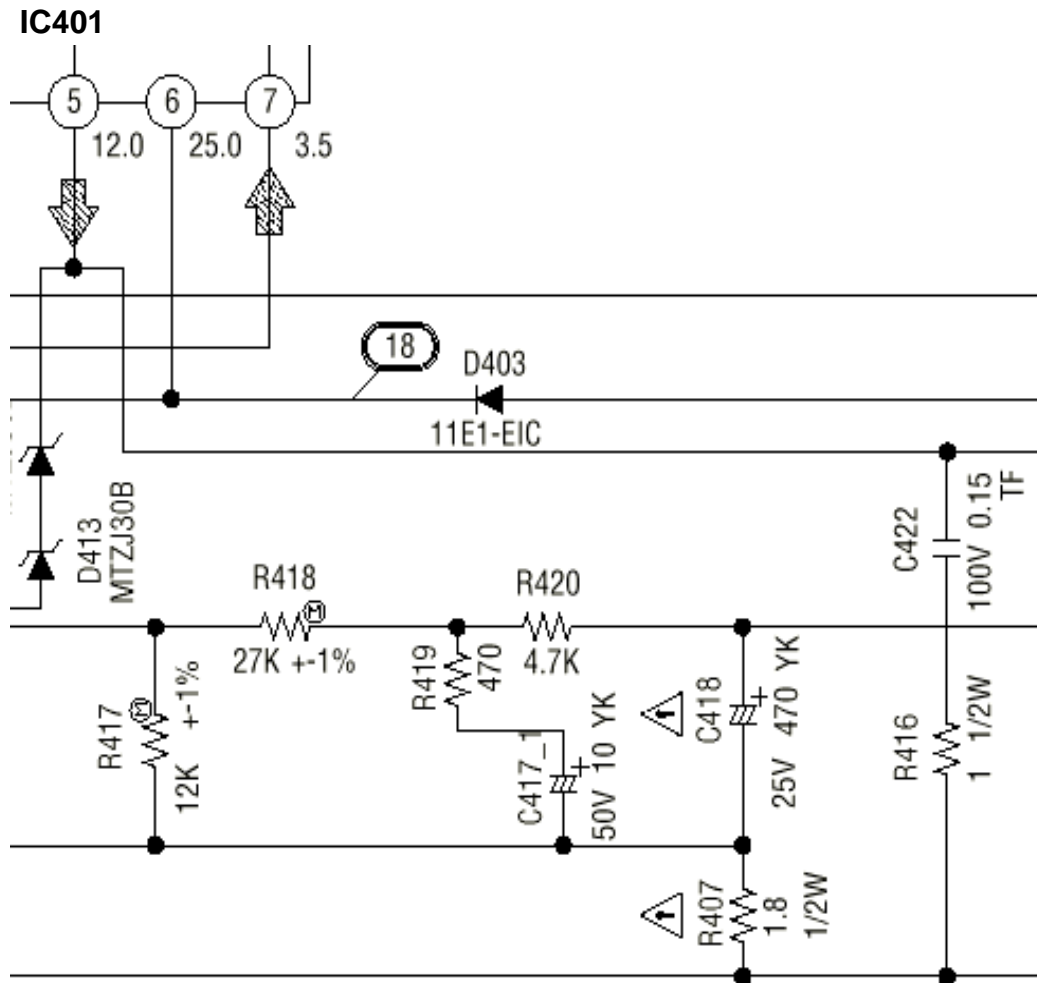 IC401
5
6
7
12.0
25.0
3.5
18
D403
11E1-EIC
D413
MTZJ30B
C422
100V 0.15
TF
R418
M
27K +-1%
R420
4.7K
R419
470
R417
M
12K +-1%
C417_1
50V 10 YK
+
C418
25V 470 YK
+
R416
1 1/2W
R407
1.8
1/2W